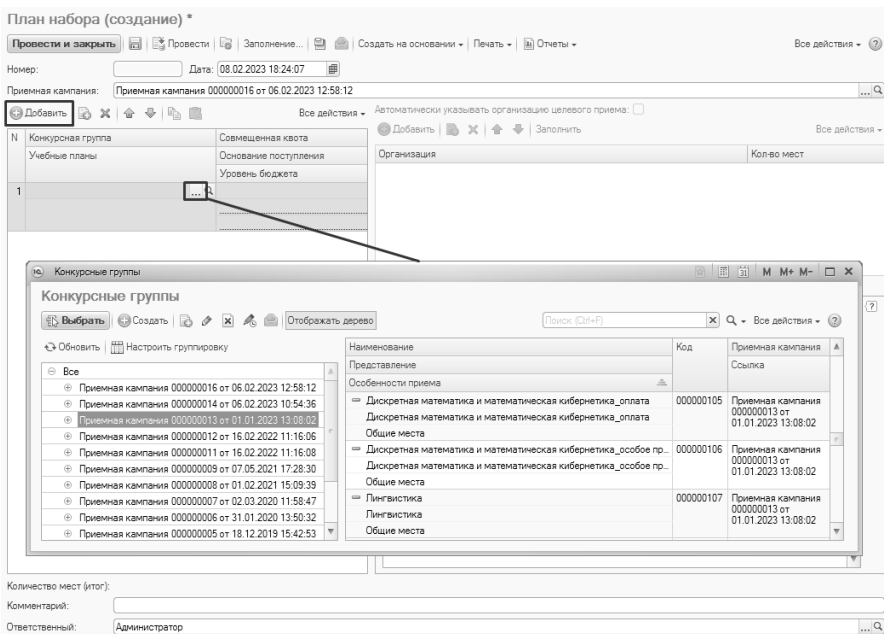 План набора (создание) *
Провести и закрыть Провести Заполнение... Создать на основании Печать Отчеты Все действия
Номер: Дата: 08.02.2023 18:24:07
Приемная кампания: Приемная кампания 000000016 от 06.02.2023 12:58:12 ...
Добавить Все действия Автоматически указывать организацию целевого приема:
Добавить Заполнить Все действия
N Конкурсная группа Совмещенная квота
Учебные планы Основание поступления Организация Кол-во мест
Уровень бюджета
1 ...
Конкурсные группы M M+ M-
Конкурсные группы
Выбрать Создать Отображать дерево Поиск (Ctrl+F) Все действия
Обновить Настроить группировку Наименование Код Приемная кампания
Все Представление Ссылка
Приемная кампания 000000016 от 06.02.2023 12:58:12 Особенности приема
Приемная кампания 000000014 от 06.02.2023 10:54:36 Дискретная математика и математическая кибернетика_оплата 000000105 Приемная кампания
Приемная кампания 000000013 от 01.01.2023 13:08:02 Дискретная математика и математическая кибернетика_оплата 000000013 от
Приемная кампания 000000012 от 16.02.2022 11:16:06 Общие места 01.01.2023 13:08:02
Приемная кампания 000000011 от 16.02.2022 11:16:08 Дискретная математика и математическая кибернетика_особое пр... 000000106 Приемная кампания
Приемная кампания 000000009 от 07.05.2021 17:28:30 Дискретная математика и математическая кибернетика_особое пр... 000000013 от
Приемная кампания 000000008 от 01.02.2021 15:09:39 Общие места 01.01.2023 13:08:02
Приемная кампания 000000007 от 02.03.2020 11:58:47 Лингвистика 000000107 Приемная кампания
Приемная кампания 000000006 от 31.01.2020 13:50:32 Лингвистика 000000013 от
Приемная кампания 000000005 от 18.12.2019 15:42:53 Общие места 01.01.2023 13:08:02
Количество мест (итог):
Комментарий:
Ответственный: Администратор ...